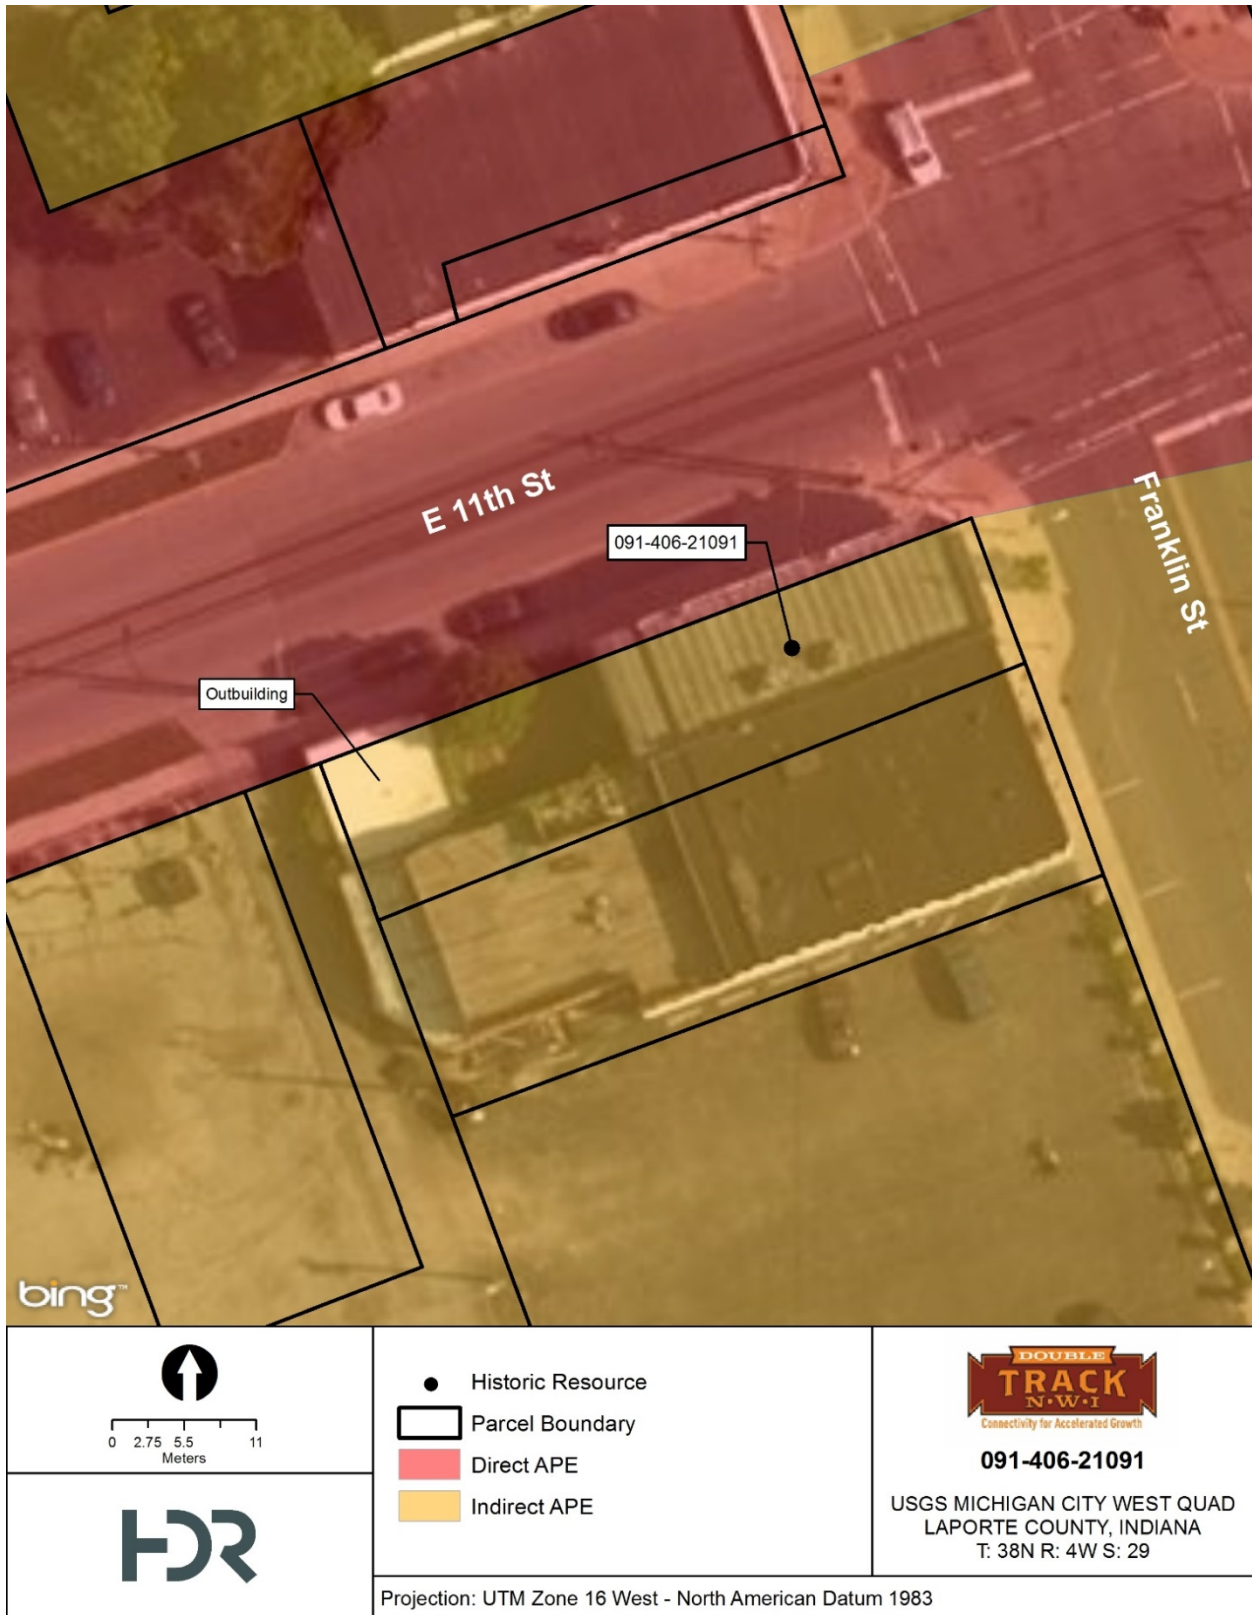 E 11th St
Franklin St
091-406-21091
Outbuilding
bing™
0 2.75 5.5 11
Meters
HDR
Historic Resource
Parcel Boundary
Direct APE
Indirect APE
DOUBLE
TRACK
N·W·I
Connectivity for Accelerated Growth
091-406-21091
USGS MICHIGAN CITY WEST QUAD
LAPORTE COUNTY, INDIANA
T: 38N R: 4W S: 29
Projection: UTM Zone 16 West - North American Datum 1983